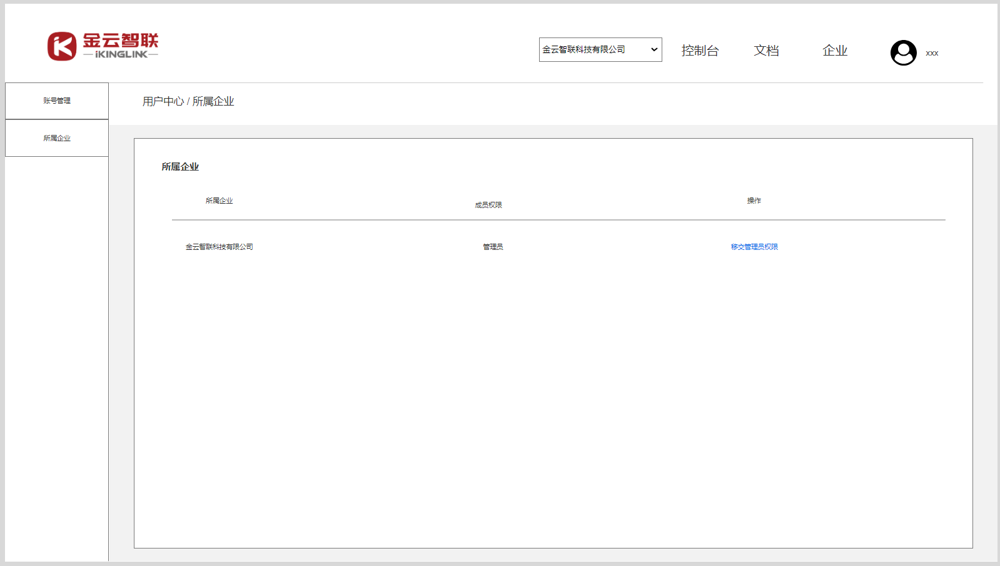 金云智联
iKINGLINK
金云智联科技有限公司
控制台
文档
企业
xxx
账号管理
所属企业
用户中心 / 所属企业
所属企业
所属企业
成员权限
操作
金云智联科技有限公司
管理员
移交管理员权限